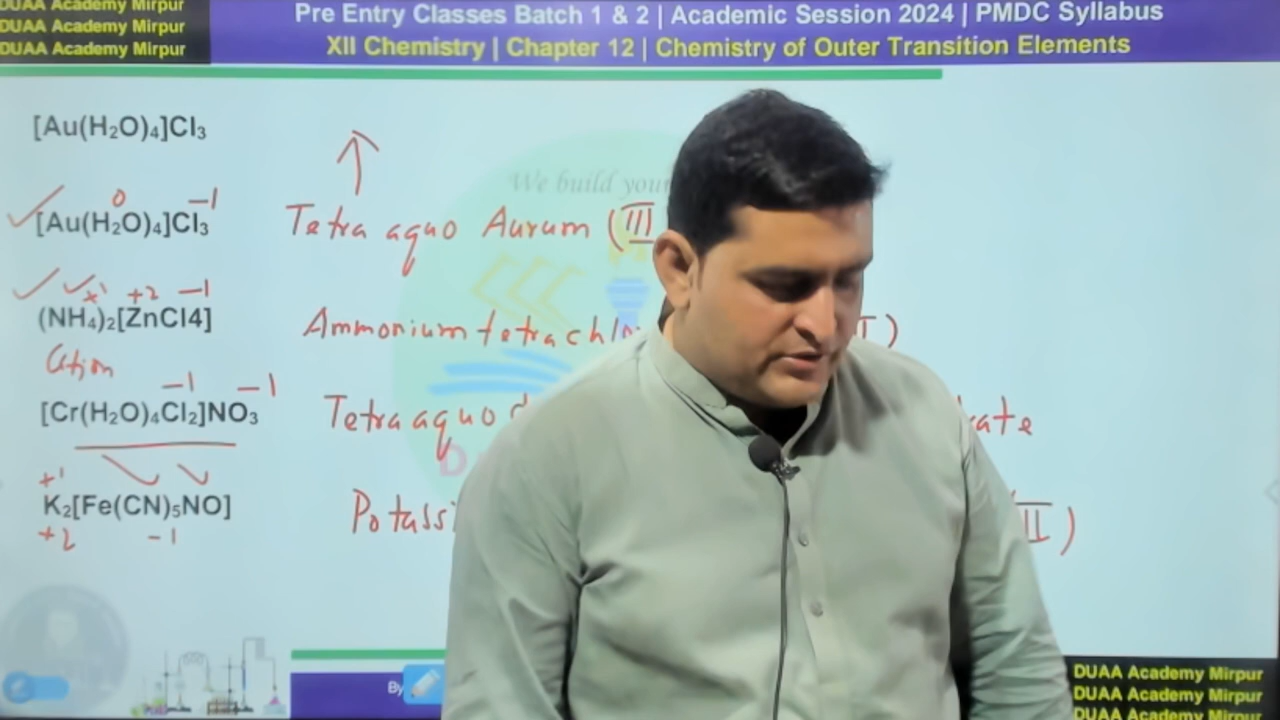 DUAA Academy Mirpur
DUAA Academy Mirpur
DUAA Academy Mirpur
Pre Entry Classes Batch 1 & 2 | Academic Session 2024 | PMDC Syllabus
XII Chemistry | Chapter 12 | Chemistry of Outer Transition Elements
[Au(H₂O)₄]Cl₃
We build your
0 –1
[Au(H₂O)₄]Cl₃ Tetra aquo Aurum (III
+1 +2 –1
(NH₄)₂[ZnCl4] Ammonium tetrachlo I)
Cation
–1 –1
[Cr(H₂O)₄Cl₂]NO₃ Tetra aquo d rate
+1
K₂[Fe(CN)₅NO] Potassi II)
+2 –1
By
DUAA Academy Mirpur
DUAA Academy Mirpur
DUAA Academy Mirpur